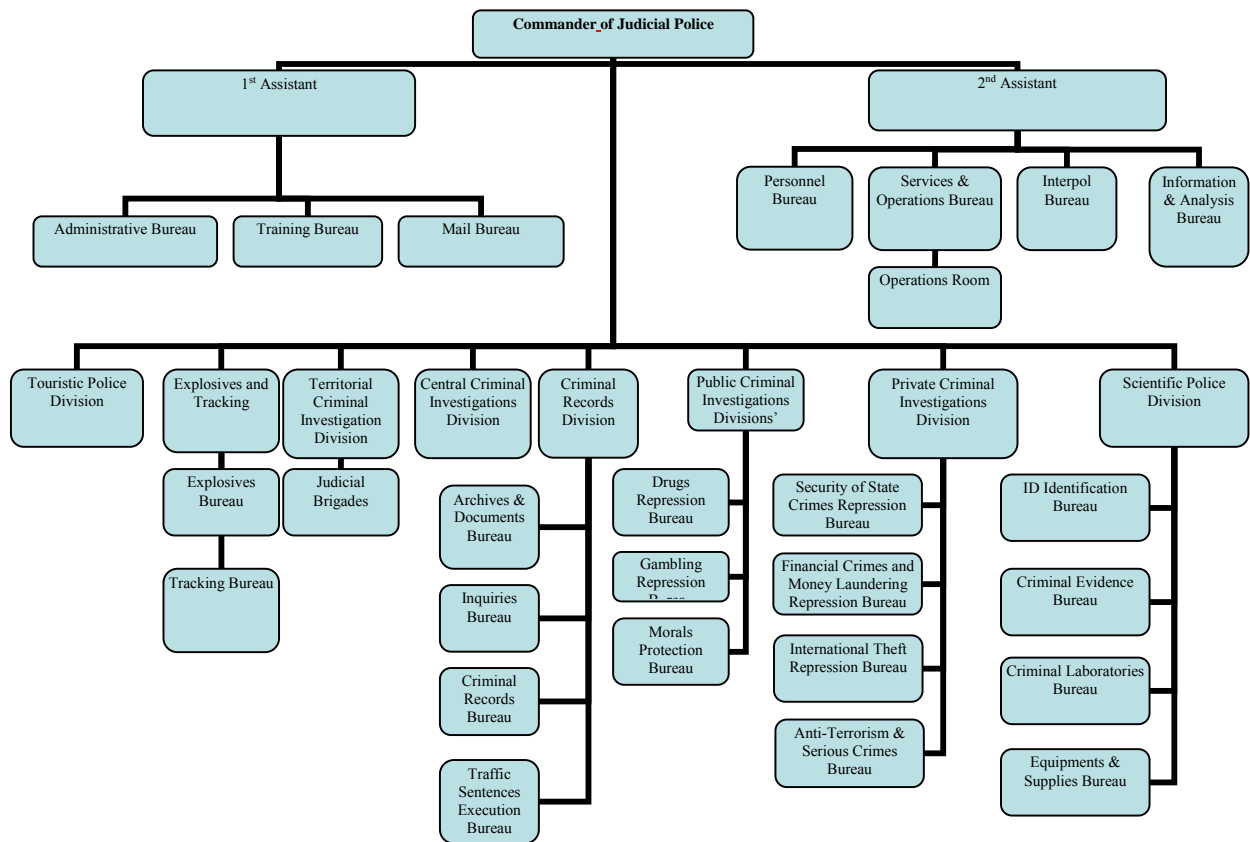 Commander of Judicial Police
1st Assistant
2nd Assistant
Personnel
Bureau
Services &
Operations Bureau
Interpol
Bureau
Information
& Analysis
Bureau
Administrative Bureau
Training Bureau
Mail Bureau
Operations Room
Touristic Police
Division
Explosives and
Tracking
Territorial
Criminal
Investigation
Division
Central Criminal
Investigations
Division
Criminal
Records
Division
Public Criminal
Investigations
Divisions’
Private Criminal
Investigations
Division
Scientific Police
Division
Explosives
Bureau
Judicial
Brigades
Tracking Bureau
Archives &
Documents
Bureau
Inquiries
Bureau
Criminal
Records
Bureau
Traffic
Sentences
Execution
Bureau
Drugs
Repression
Bureau
Gambling
Repression
Morals
Protection
Bureau
Security of State
Crimes Repression
Bureau
Financial Crimes and
Money Laundering
Repression Bureau
International Theft
Repression Bureau
Anti-Terrorism &
Serious Crimes
Bureau
ID Identification
Bureau
Criminal Evidence
Bureau
Criminal Laboratories
Bureau
Equipments &
Supplies Bureau